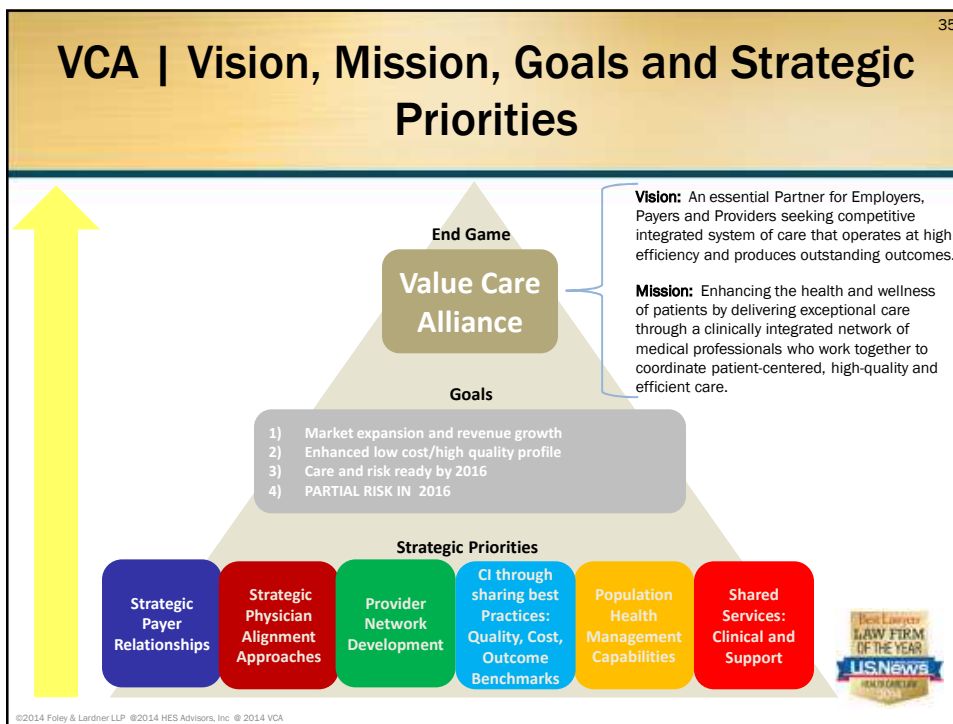 35
VCA | Vision, Mission, Goals and Strategic
Priorities
End Game
Value Care
Alliance
Vision: An essential Partner for Employers,
Payers and Providers seeking competitive
integrated system of care that operates at high
efficiency and produces outstanding outcomes.
Mission: Enhancing the health and wellness
of patients by delivering exceptional care
through a clinically integrated network of
medical professionals who work together to
coordinate patient-centered, high-quality and
efficient care.
Goals
1) Market expansion and revenue growth
2) Enhanced low cost/high quality profile
3) Care and risk ready by 2016
4) PARTIAL RISK IN 2016
Strategic Priorities
Strategic
Payer
Relationships
Strategic
Physician
Alignment
Approaches
Provider
Network
Development
CI through
sharing best
Practices:
Quality, Cost,
Outcome
Benchmarks
Population
Health
Management
Capabilities
Shared
Services:
Clinical and
Support
Best Lawyers
LAW FIRM
OF THE YEAR
U.S.News
HEALTH CARE LAW
2014
©2014 Foley & Lardner LLP @2014 HES Advisors, Inc @ 2014 VCA